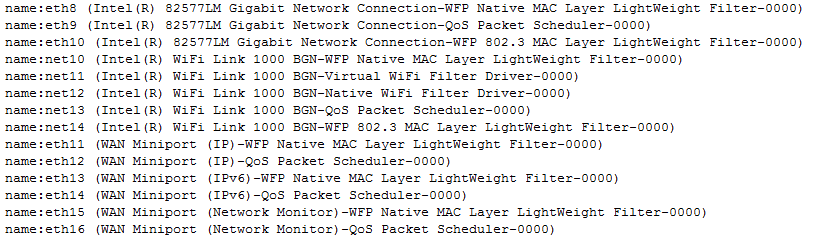 name:eth8 (Intel(R) 82577LM Gigabit Network Connection-WFP Native MAC Layer LightWeight Filter-0000)
name:eth9 (Intel(R) 82577LM Gigabit Network Connection-QoS Packet Scheduler-0000)
name:eth10 (Intel(R) 82577LM Gigabit Network Connection-WFP 802.3 MAC Layer LightWeight Filter-0000)
name:net10 (Intel(R) WiFi Link 1000 BGN-WFP Native MAC Layer LightWeight Filter-0000)
name:net11 (Intel(R) WiFi Link 1000 BGN-Virtual WiFi Filter Driver-0000)
name:net12 (Intel(R) WiFi Link 1000 BGN-Native WiFi Filter Driver-0000)
name:net13 (Intel(R) WiFi Link 1000 BGN-QoS Packet Scheduler-0000)
name:net14 (Intel(R) WiFi Link 1000 BGN-WFP 802.3 MAC Layer LightWeight Filter-0000)
name:eth11 (WAN Miniport (IP)-WFP Native MAC Layer LightWeight Filter-0000)
name:eth12 (WAN Miniport (IP)-QoS Packet Scheduler-0000)
name:eth13 (WAN Miniport (IPv6)-WFP Native MAC Layer LightWeight Filter-0000)
name:eth14 (WAN Miniport (IPv6)-QoS Packet Scheduler-0000)
name:eth15 (WAN Miniport (Network Monitor)-WFP Native MAC Layer LightWeight Filter-0000)
name:eth16 (WAN Miniport (Network Monitor)-QoS Packet Scheduler-0000)